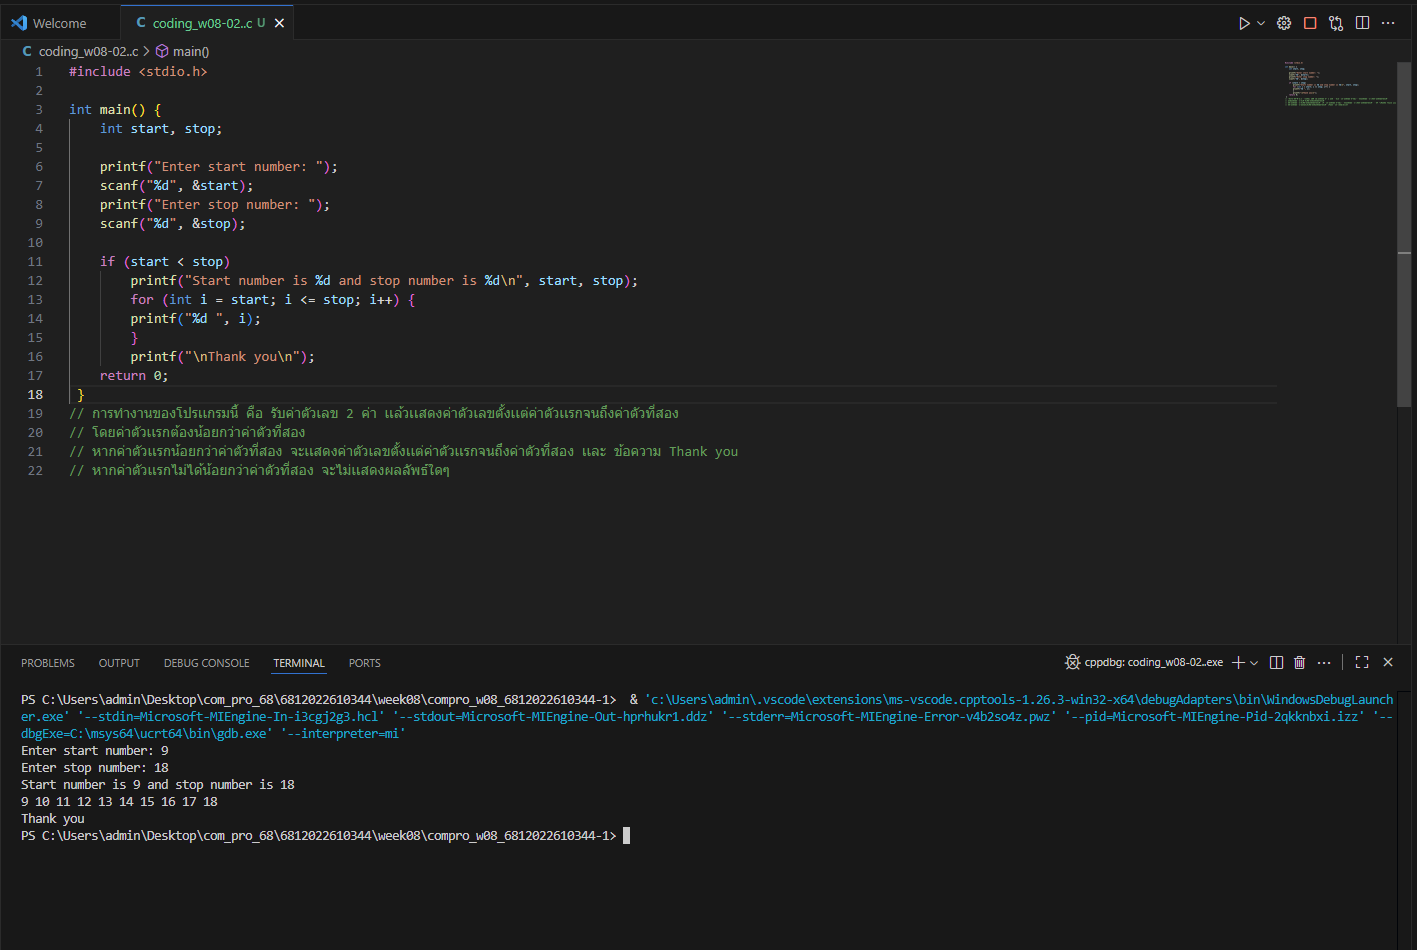 Welcome
C coding_w08-02..c U
C coding_w08-02..c > main()
1 #include <stdio.h>
2
3 int main() {
4 int start, stop;
5
6 printf("Enter start number: ");
7 scanf("%d", &start);
8 printf("Enter stop number: ");
9 scanf("%d", &stop);
10
11 if (start < stop)
12 printf("Start number is %d and stop number is %d\n", start, stop);
13 for (int i = start; i <= stop; i++) {
14 printf("%d ", i);
15 }
16 printf("\nThank you\n");
17 return 0;
18 }
19 // การทำงานของโปรแกรมนี้ คือ รับค่าตัวเลข 2 ค่า แล้วแสดงค่าตัวเลขตั้งแต่ค่าตัวแรกจนถึงค่าตัวที่สอง
20 // โดยค่าตัวแรกต้องน้อยกว่าค่าตัวที่สอง
21 // หากค่าตัวแรกน้อยกว่าค่าตัวที่สอง จะแสดงค่าตัวเลขตั้งแต่ค่าตัวแรกจนถึงค่าตัวที่สอง และ ข้อความ Thank you
22 // หากค่าตัวแรกไม่ได้น้อยกว่าค่าตัวที่สอง จะไม่แสดงผลลัพธ์ใดๆ
PROBLEMS OUTPUT DEBUG CONSOLE TERMINAL PORTS
cppdbg: coding_w08-02..exe
PS C:\Users\admin\Desktop\com_pro_68\6812022610344\week08\compro_w08_6812022610344-1> & 'c:\Users\admin\.vscode\extensions\ms-vscode.cpptools-1.26.3-win32-x64\debugAdapters\bin\WindowsDebugLaunch
er.exe' '--stdin=Microsoft-MIEngine-In-i3cgj2g3.hcl' '--stdout=Microsoft-MIEngine-Out-hprhukr1.ddz' '--stderr=Microsoft-MIEngine-Error-v4b2so4z.pwz' '--pid=Microsoft-MIEngine-Pid-2qkknbxi.izz' '--
dbgExe=C:\msys64\ucrt64\bin\gdb.exe' '--interpreter=mi'
Enter start number: 9
Enter stop number: 18
Start number is 9 and stop number is 18
9 10 11 12 13 14 15 16 17 18
Thank you
PS C:\Users\admin\Desktop\com_pro_68\6812022610344\week08\compro_w08_6812022610344-1>